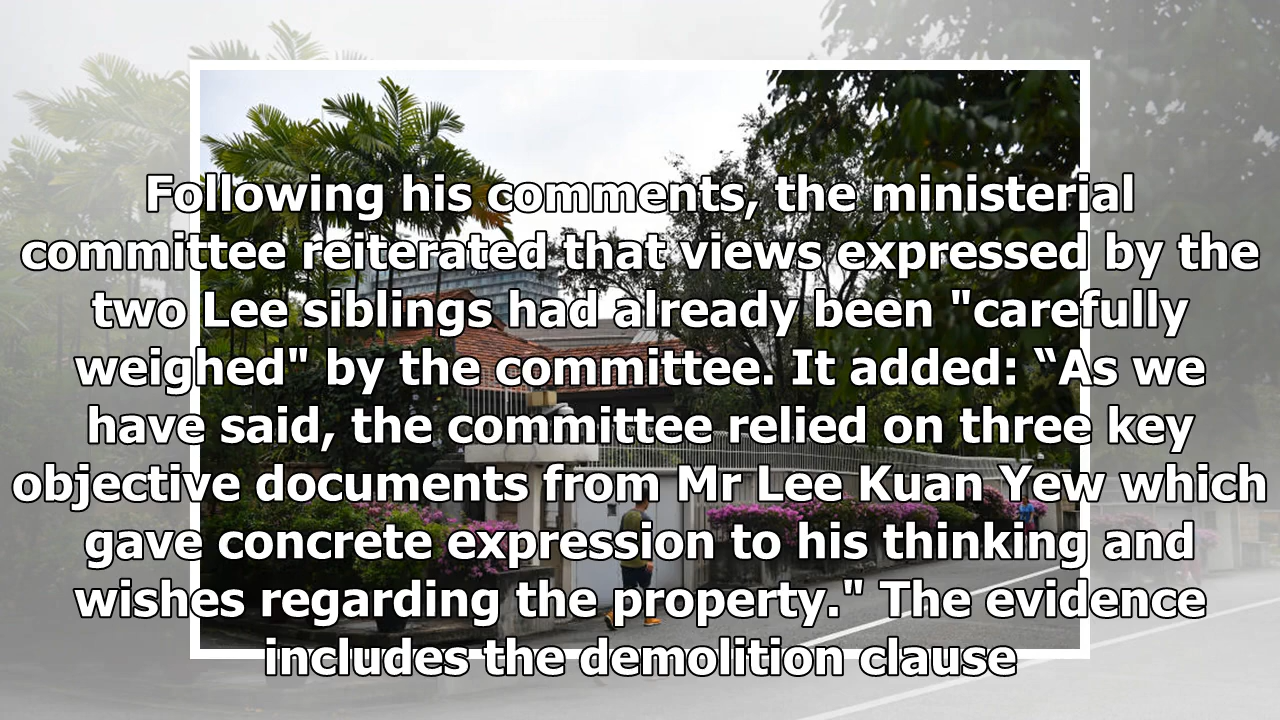 Following his comments, the ministerial
committee reiterated that views expressed by the
two Lee siblings had already been "carefully
weighed" by the committee. It added: “As we
have said, the committee relied on three key
objective documents from Mr Lee Kuan Yew which
gave concrete expression to his thinking and
wishes regarding the property." The evidence
includes the demolition clause